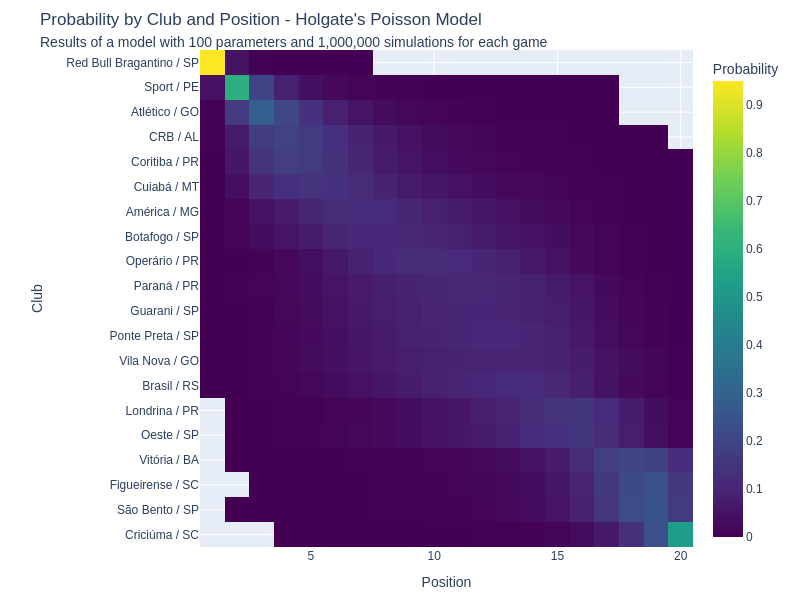 Probability by Club and Position - Holgate's Poisson Model
Results of a model with 100 parameters and 1,000,000 simulations for each game
Probability
Red Bull Bragantino / SP
Sport / PE
Atlético / GO
CRB / AL
Coritiba / PR
Cuiabá / MT
América / MG
Botafogo / SP
Operário / PR
Paraná / PR
Guarani / SP
Ponte Preta / SP
Vila Nova / GO
Brasil / RS
Londrina / PR
Oeste / SP
Vitória / BA
Figueirense / SC
São Bento / SP
Criciúma / SC
Club
5
10
15
20
Position
0.9
0.8
0.7
0.6
0.5
0.4
0.3
0.2
0.1
0